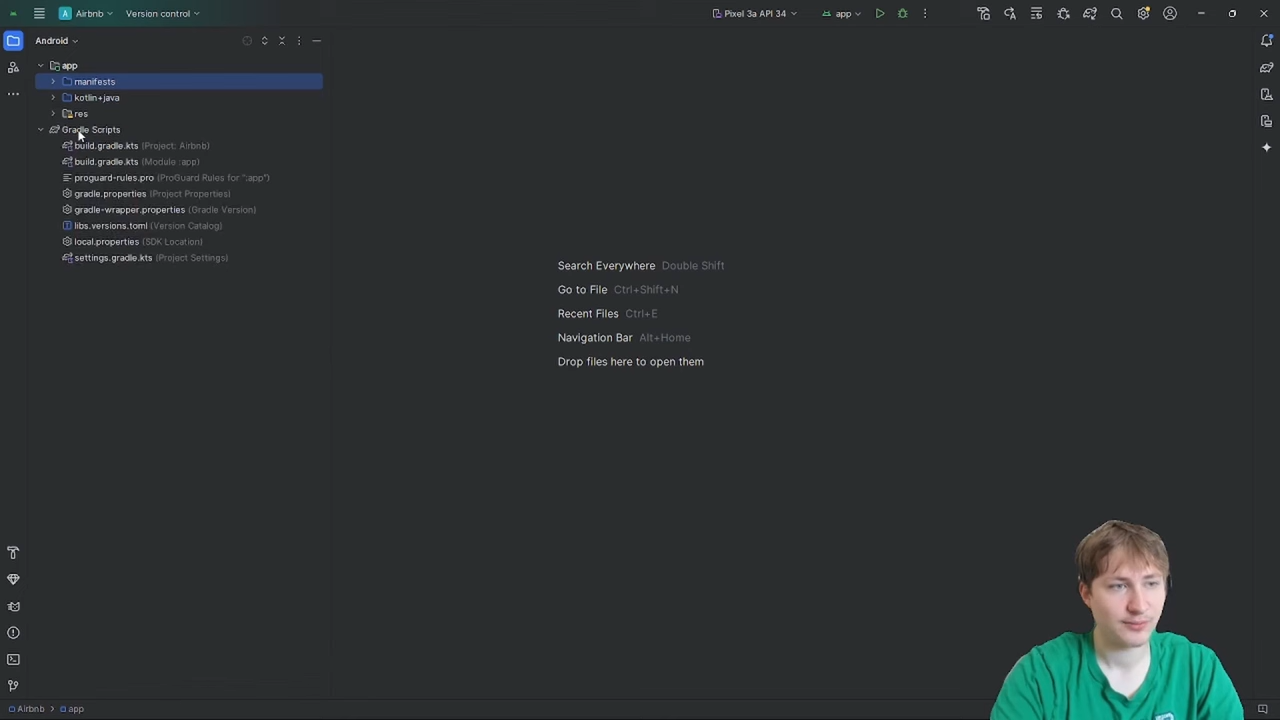 A Airbnb Version control Pixel 3a API 34 app
Android
app
manifests
kotlin+java
res
Gradle Scripts
build.gradle.kts (Project: Airbnb)
build.gradle.kts (Module :app)
proguard-rules.pro (ProGuard Rules for ":app")
gradle.properties (Project Properties)
gradle-wrapper.properties (Gradle Version)
libs.versions.toml (Version Catalog)
local.properties (SDK Location)
settings.gradle.kts (Project Settings)
Search Everywhere Double Shift
Go to File Ctrl+Shift+N
Recent Files Ctrl+E
Navigation Bar Alt+Home
Drop files here to open them
Airbnb > app